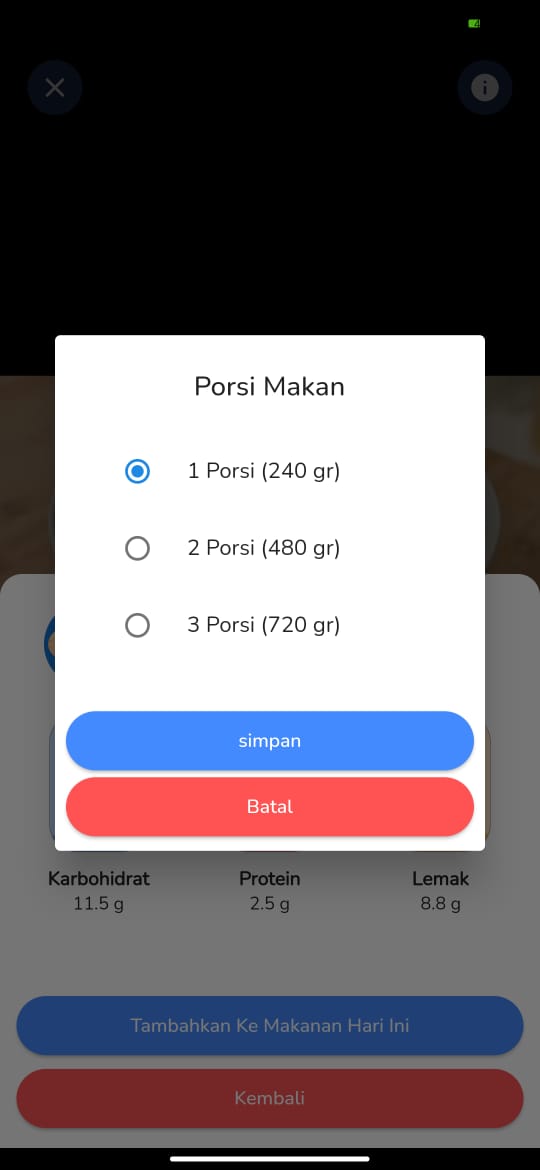 Porsi Makan
1 Porsi (240 gr)
2 Porsi (480 gr)
3 Porsi (720 gr)
simpan
Batal
Karbohidrat
11.5 g
Protein
2.5 g
Lemak
8.8 g
Tambahkan Ke Makanan Hari Ini
Kembali